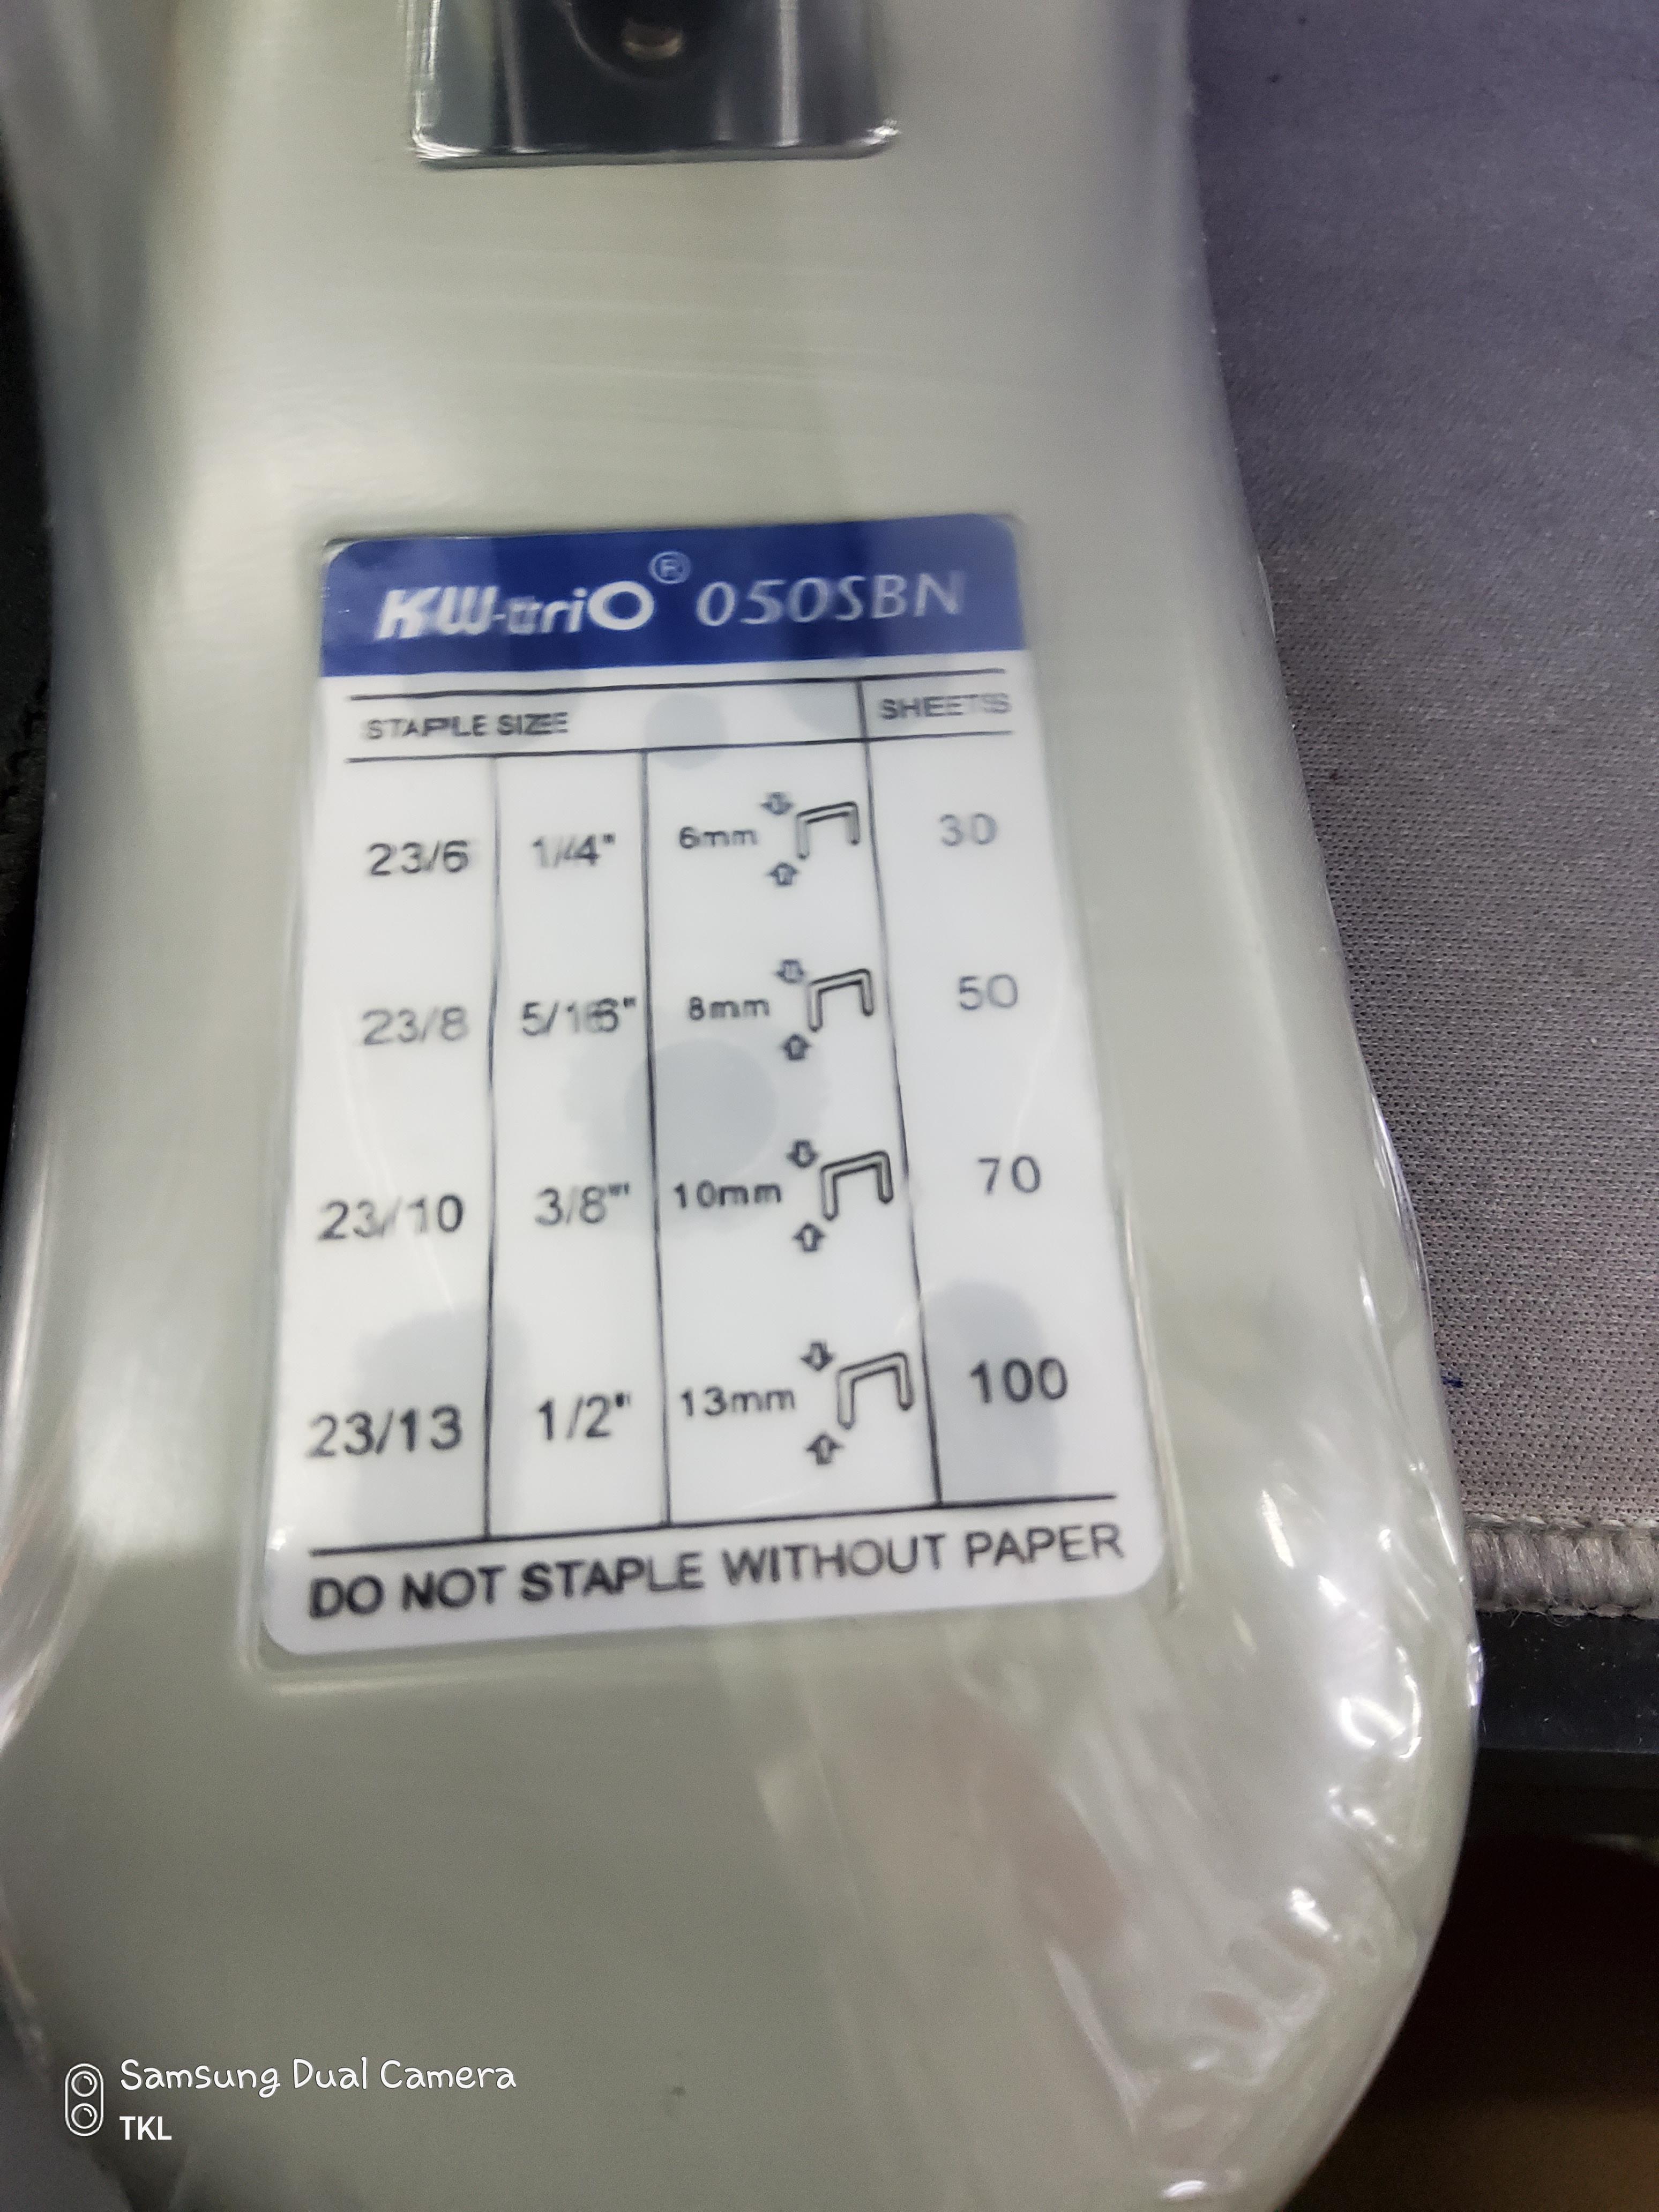 KW-triO® 050SBN
STAPLE SIZE SHEETS
23/6 1/4" 6mm 30
23/8 5/16" 8mm 50
23/10 3/8" 10mm 70
23/13 1/2" 13mm 100
DO NOT STAPLE WITHOUT PAPER
Samsung Dual Camera
TKL